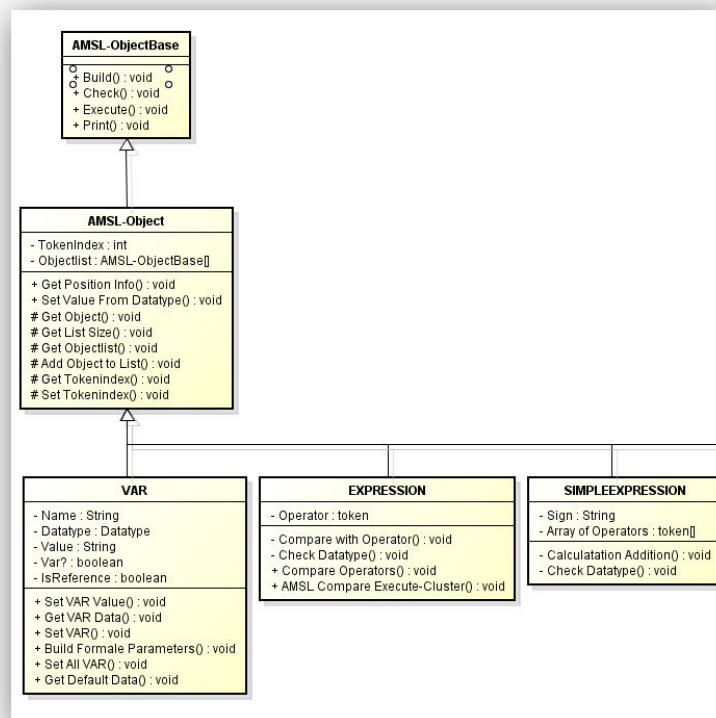 AMSL-ObjectBase
+ Build() : void
+ Check() : void
+ Execute() : void
+ Print() : void
AMSL-Object
- TokenIndex : int
- Objectlist : AMSL-ObjectBase[]
+ Get Position Info() : void
+ Set Value From Datatype() : void
# Get Object() : void
# Get List Size() : void
# Get Objectlist() : void
# Add Object to List() : void
# Get Tokenindex() : void
# Set Tokenindex() : void
VAR
- Name : String
- Datatype : Datatype
- Value : String
- Var? : boolean
- IsReference : boolean
+ Set VAR Value() : void
+ Get VAR Data() : void
+ Set VAR() : void
+ Build Formale Parameters() : void
+ Set All VAR() : void
+ Get Default Data() : void
EXPRESSION
- Operator : token
- Compare with Operator() : void
- Check Datatype() : void
+ Compare Operators() : void
+ AMSL Compare Execute-Cluster() : void
SIMPLEEXPRESSION
- Sign : String
- Array of Operators : token[]
- Calculatation Addition() : void
- Check Datatype() : void